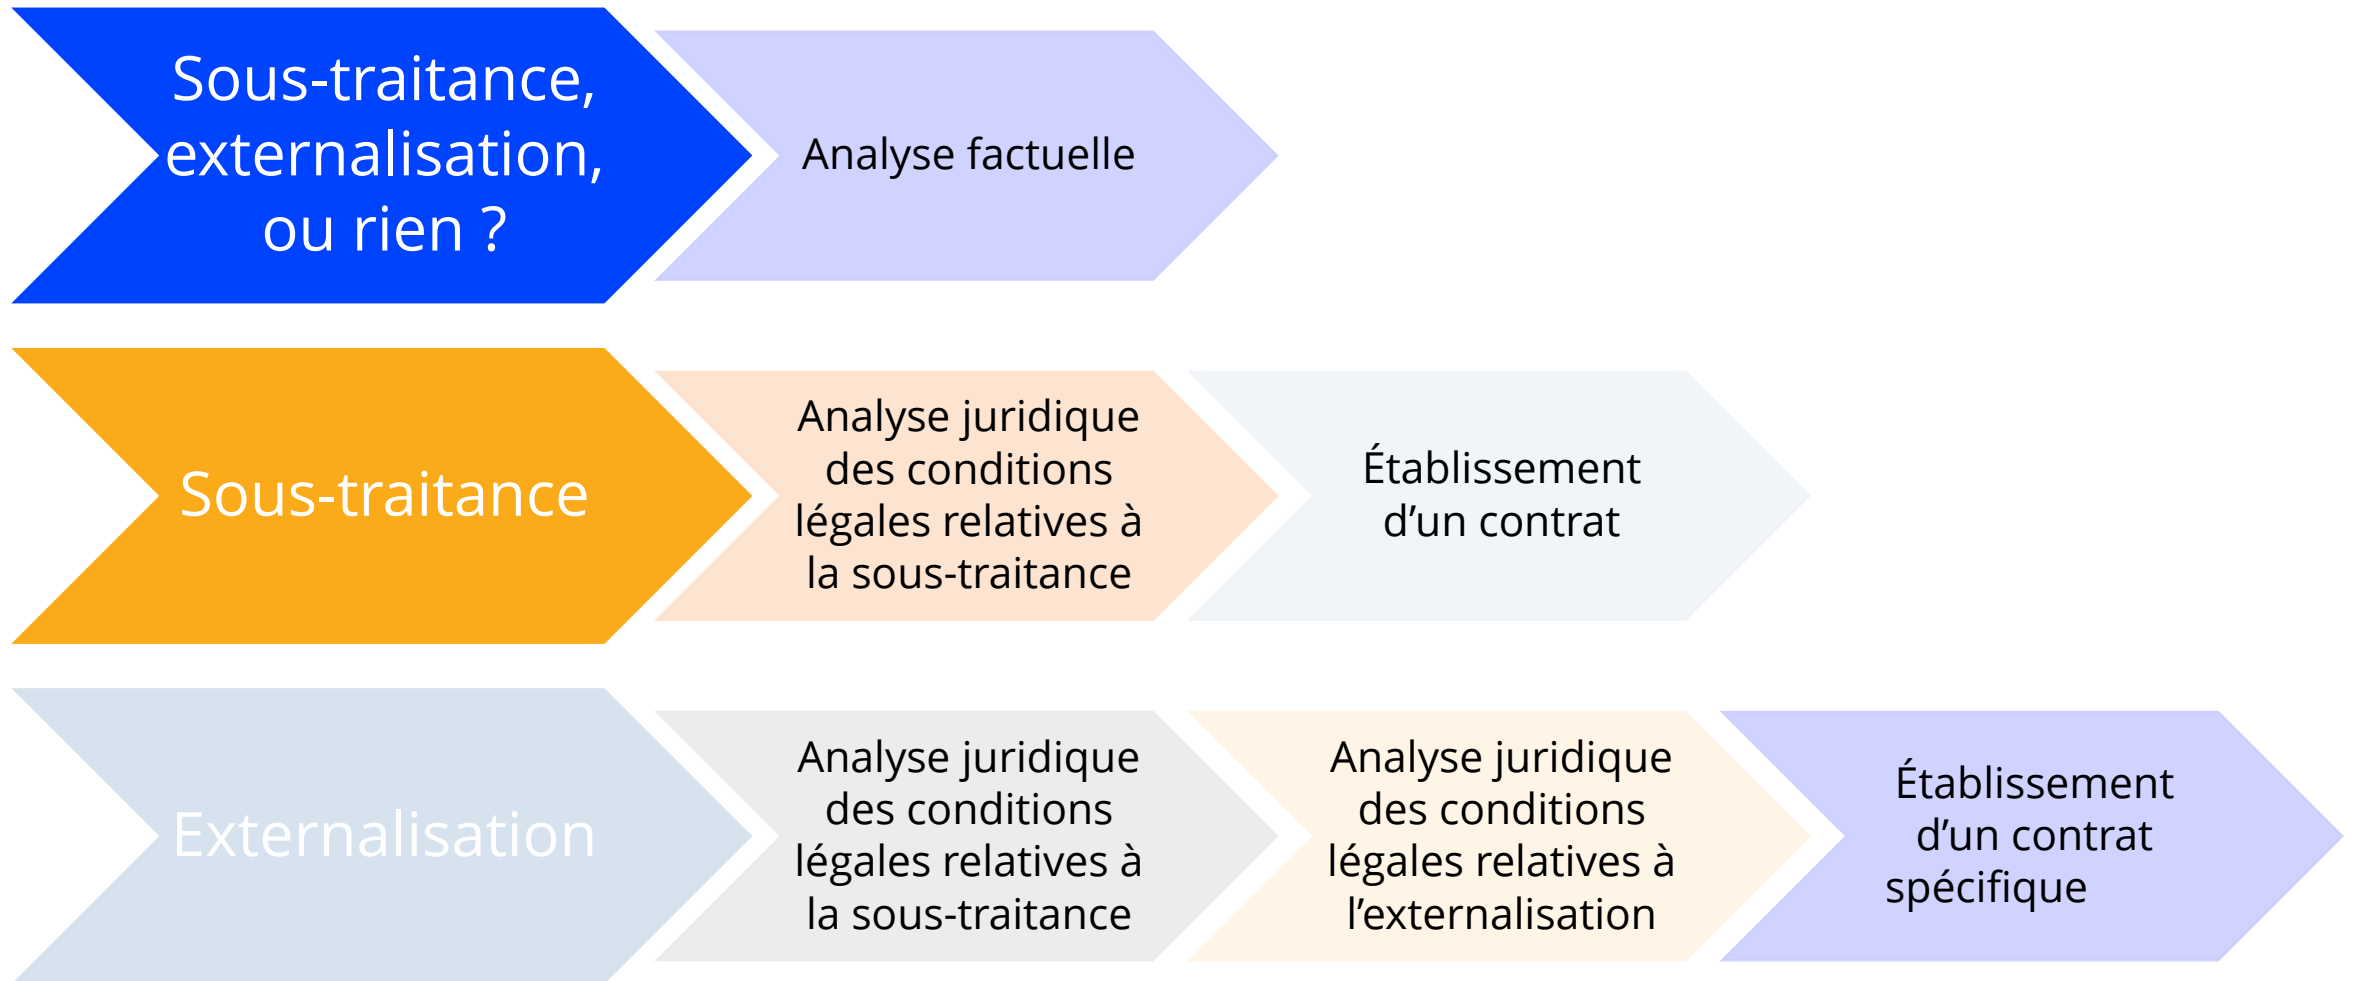 Sous-traitance,
externalisation,
ou rien ?
Analyse factuelle
Sous-traitance
Analyse juridique
des conditions
légales relatives à
la sous-traitance
Établissement
d’un contrat
Externalisation
Analyse juridique
des conditions
légales relatives à
la sous-traitance
Analyse juridique
des conditions
légales relatives à
l’externalisation
Établissement
d’un contrat
spécifique